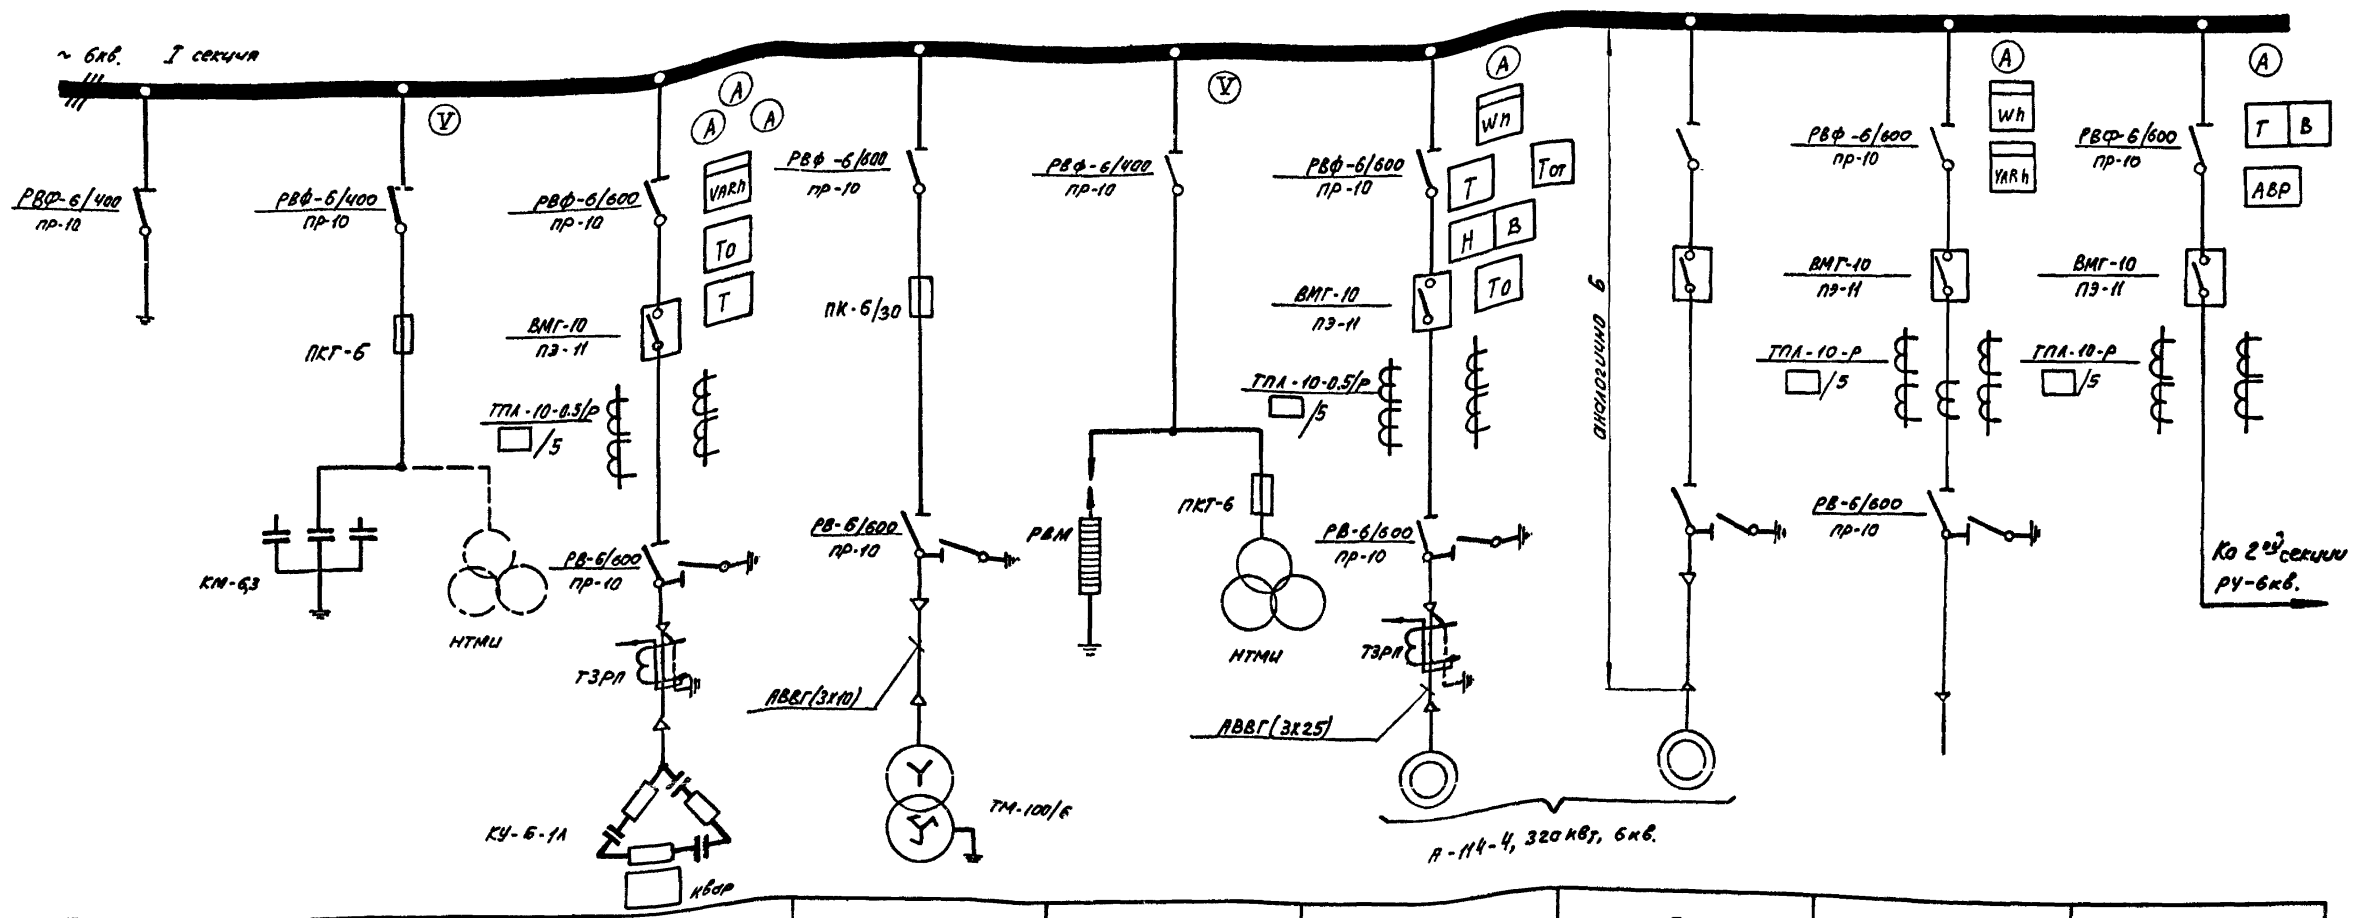 ~ 6кв. I секция
V
A
A
A
V
A
A
A
РВФ-6/400
ПР-10
РВФ-6/400
ПР-10
РВФ-6/600
ПР-10
VARh
ТО
Т
РВФ-6/600
ПР-10
РВФ-6/400
ПР-10
РВФ-6/600
ПР-10
Wh
Т
Тот
Н В
ТО
РВФ-6/600
ПР-10
Wh
VARh
РВФ-6/600
ПР-10
Т В
АВР
ПКТ-6
ВМГ-10
ПЭ-11
ПК-6/30
ВМГ-10
ПЭ-11
аналогично 6
ВМГ-10
ПЭ-11
ВМГ-10
ПЭ-11
ТПЛ-10-0.5/Р
/5
ТПЛ-10-0.5/Р
/5
ТПЛ-10-Р
/5
ТПЛ-10-Р
/5
КМ-6,3
НТМИ
РВ-6/600
ПР-10
РВ-6/600
ПР-10
РВМ
ПКТ-6
НТМИ
РВ-6/600
ПР-10
РВ-6/600
ПР-10
Ко 2ой секции
РУ-6кв.
ТЗРЛ
АВВГ(3х10)
ТЗРЛ
АВВГ(3х25)
КУ-6-1Л
квар
ТМ-100/6
А-114-4, 320квт, 6кв.